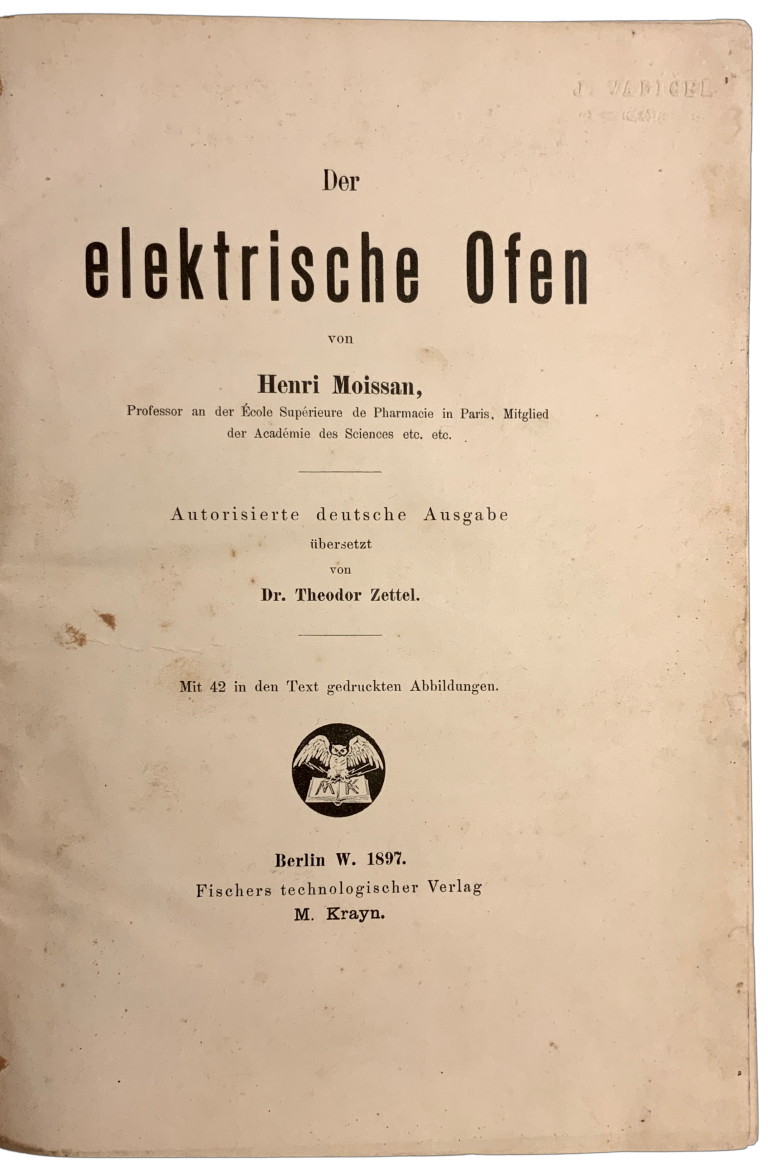 Der
elektrische Ofen
von
Henri Moissan,
Professor an der École Supérieure de Pharmacie in Paris, Mitglied
der Académie des Sciences etc. etc.
Autorisierte deutsche Ausgabe
übersetzt
von
Dr. Theodor Zettel.
Mit 42 in den Text gedruckten Abbildungen.
M K
Berlin W. 1897.
Fischers technologischer Verlag
M. Krayn.